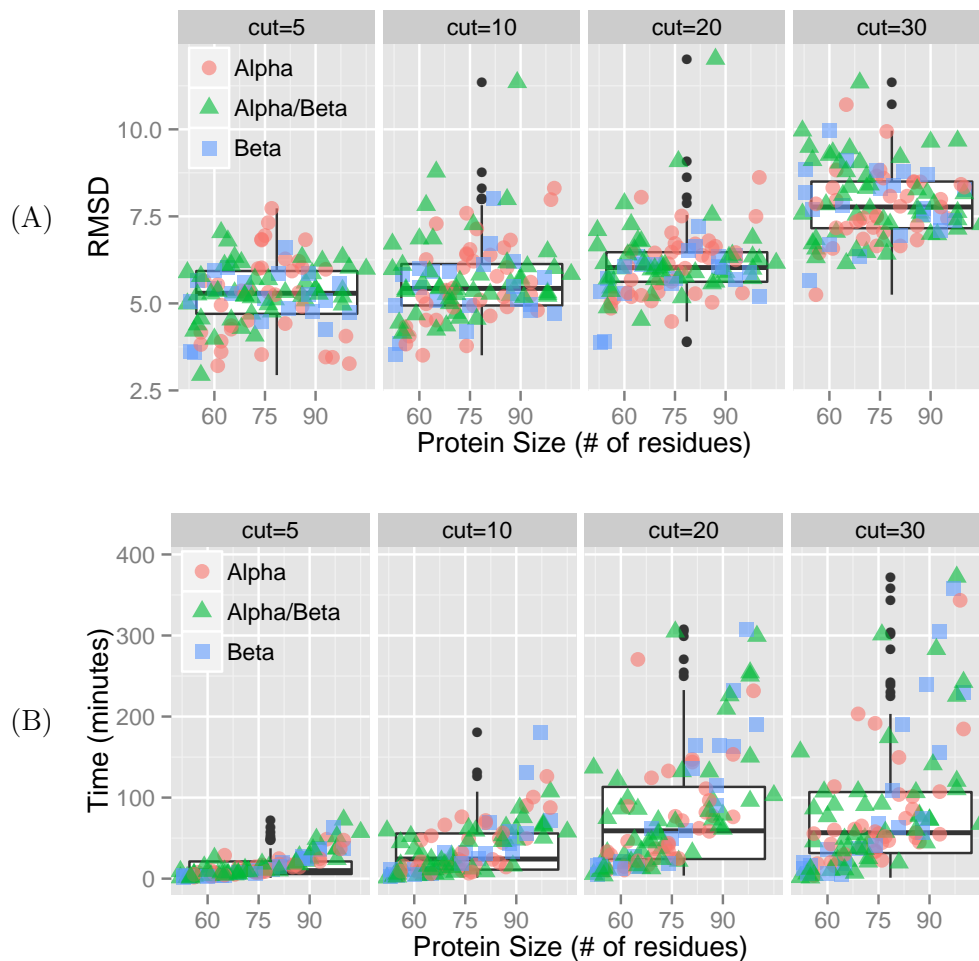 cut=5 cut=10 cut=20 cut=30
Alpha
Alpha/Beta
Beta
(A)
RMSD
10.0
7.5
5.0
2.5
60 75 90 60 75 90 60 75 90 60 75 90
Protein Size (# of residues)
cut=5 cut=10 cut=20 cut=30
Alpha
Alpha/Beta
Beta
(B)
Time (minutes)
400
300
200
100
0
60 75 90 60 75 90 60 75 90 60 75 90
Protein Size (# of residues)